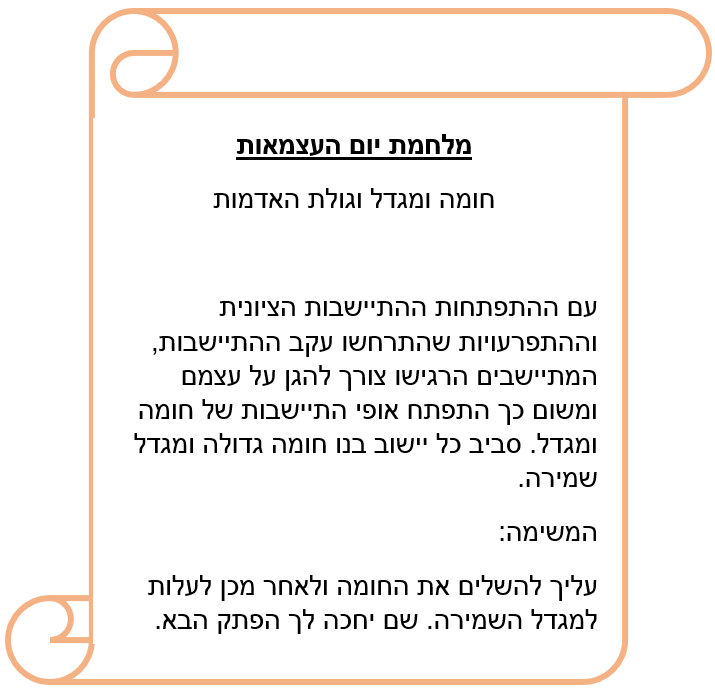 מלחמת יום העצמאות
חומה ומגדל וגולת האדמות
עם ההתפתחות ההתיישבות הציונית
וההתפרעויות שהתרחשו עקב ההתיישבות,
המתיישבים הרגישו צורך להגן על עצמם
ומשום כך התפתח אופי התיישבות של חומה
ומגדל. סביב כל יישוב בנו חומה גדולה ומגדל
שמירה.
המשימה:
עליך להשלים את החומה ולאחר מכן לעלות
למגדל השמירה. שם יחכה לך הפתק הבא.